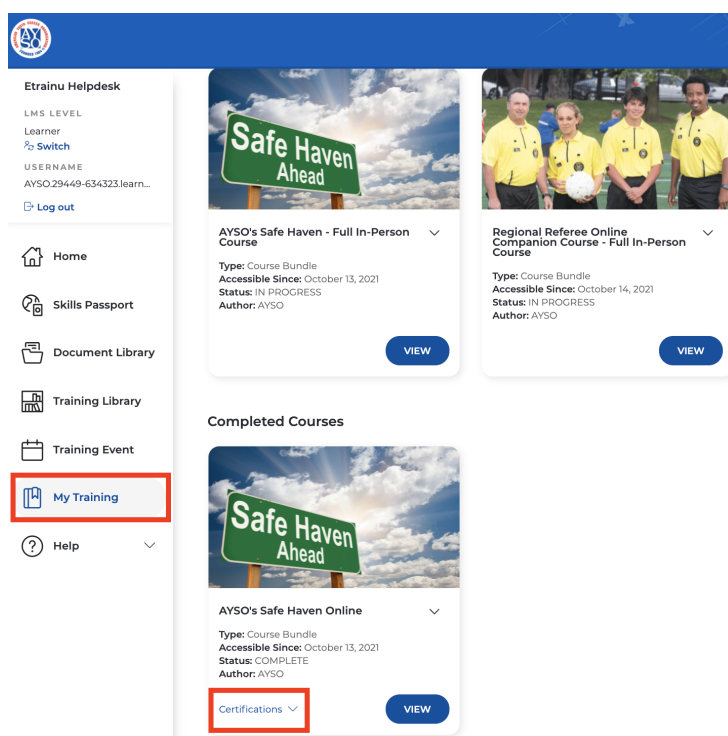 AYSO
Etrainu Helpdesk
LMS LEVEL
Learner
Switch
USERNAME
AYSO.29449-634323.learn...
Log out
Home
Skills Passport
Document Library
Training Library
Training Event
My Training
Help
Safe Haven
Ahead
AYSO's Safe Haven - Full In-Person
Course
Type: Course Bundle
Accessible Since: October 13, 2021
Status: IN PROGRESS
Author: AYSO
VIEW
Regional Referee Online
Companion Course - Full In-Person
Course
Type: Course Bundle
Accessible Since: October 14, 2021
Status: IN PROGRESS
Author: AYSO
VIEW
Completed Courses
Safe Haven
Ahead
AYSO's Safe Haven Online
Type: Course Bundle
Accessible Since: October 13, 2021
Status: COMPLETE
Author: AYSO
Certifications
VIEW